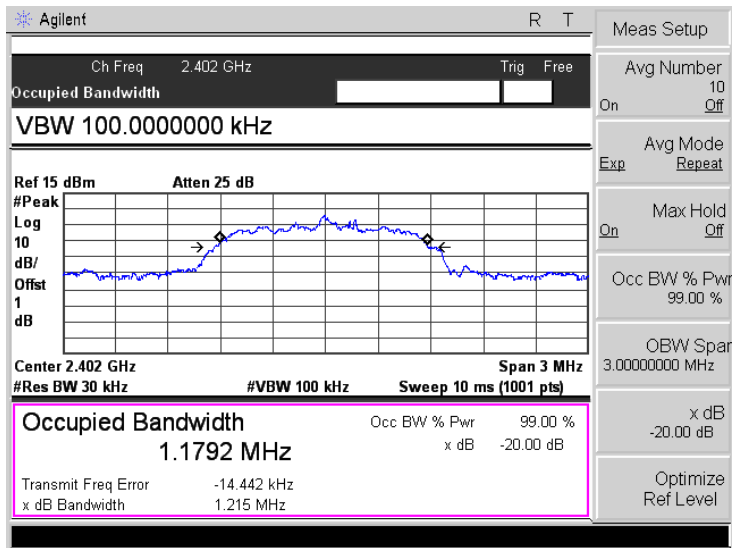 Agilent R T
Ch Freq 2.402 GHz Trig Free
Occupied Bandwidth
VBW 100.0000000 kHz
Ref 15 dBm Atten 25 dB
#Peak
Log
10
dB/
Offst
1
dB
Center 2.402 GHz Span 3 MHz
#Res BW 30 kHz #VBW 100 kHz Sweep 10 ms (1001 pts)
Occupied Bandwidth
1.1792 MHz
Occ BW % Pwr 99.00 %
x dB -20.00 dB
Transmit Freq Error -14.442 kHz
x dB Bandwidth 1.215 MHz
Meas Setup
Avg Number
10
On Off
Avg Mode
Exp Repeat
Max Hold
On Off
Occ BW % Pwr
99.00 %
OBW Span
3.00000000 MHz
x dB
-20.00 dB
Optimize
Ref Level